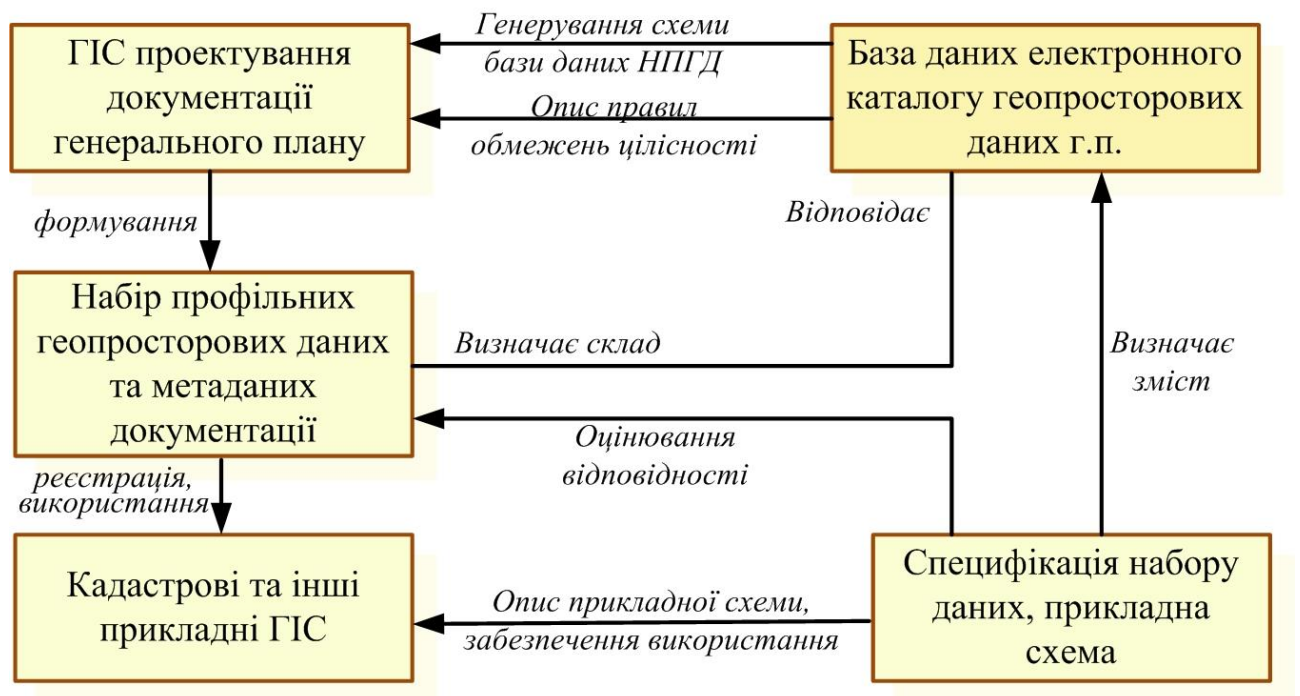 ГІС проектування
документації
генерального плану
Генерування схеми
бази даних НПГД
Опис правил
обмежень цілісності
База даних електронного
каталогу геопросторових
даних г.п.
формування
Відповідає
Набір профільних
геопросторових даних
та метаданих
документації
Визначає склад
Визначає
зміст
Оцінювання
відповідності
реєстрація,
використання
Кадастрові та інші
прикладні ГІС
Опис прикладної схеми,
забезпечення використання
Специфікація набору
даних, прикладна
схема